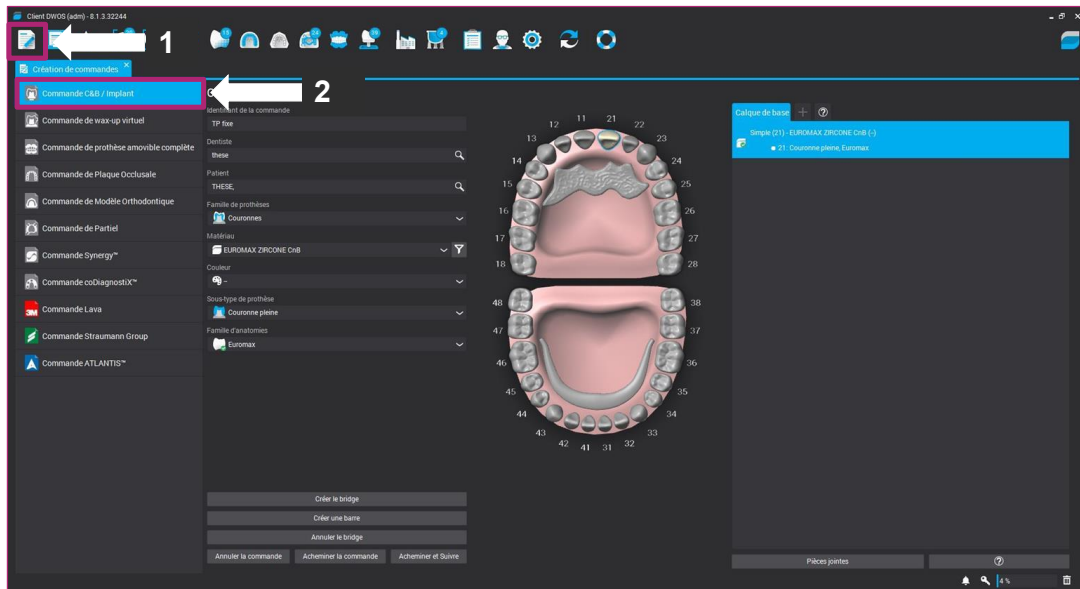 Client DWOS (adm) - 8.1.3.32244
1
15
24
39
4
Création de commandes
Commande C&B / Implant
2
Commande de wax-up virtuel
Commande de prothèse amovible complète
Commande de Plaque Occlusale
Commande de Modèle Orthodontique
Commande de Partiel
Commande Synergy™
Commande coDiagnostiX™
3M Commande Lava
Commande Straumann Group
Commande ATLANTIS™
Identifiant de la commande
TP fixe
Dentiste
these
Patient
THESE,
Famille de prothèses
Couronnes
Matériau
EUROMAX ZIRCONE CnB
Couleur
--
Sous-type de prothèse
Couronne pleine
Famille d'anatomies
Euromax
Créer le bridge
Créer une barre
Annuler le bridge
Annuler la commande Acheminer la commande Acheminer et Suivre
12 11 21 22
13 23
14 24
15 25
16 26
17 27
18 28
48 38
47 37
46 36
45 35
44 34
43 33
42 41 31 32
Calque de base + ?
Simple (21) - EUROMAX ZIRCONE CnB (--)
21: Couronne pleine, Euromax
Pièces jointes ?
4 %